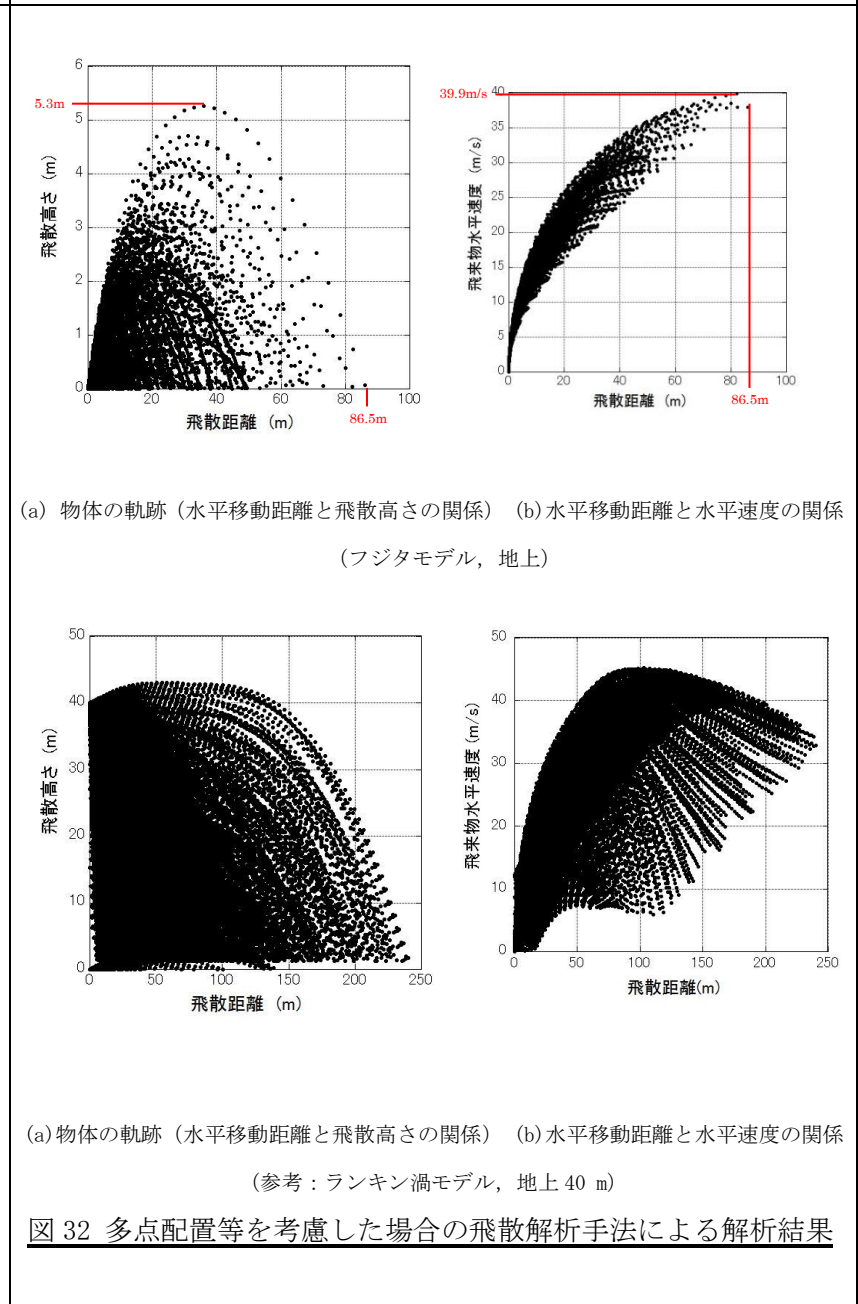 6
5
4
3
2
1
0
5.3m
飛散高さ (m)
0 20 40 60 80 100
86.5m
飛散距離 (m)
39.9m/s
40
35
30
25
20
15
10
5
0
飛来物水平速度 (m/s)
0 20 40 60 80 100
飛散距離 (m)
86.5m
(a) 物体の軌跡(水平移動距離と飛散高さの関係) (b)水平移動距離と水平速度の関係
(フジタモデル,地上)
50
40
30
20
10
0
飛散高さ (m)
0 50 100 150 200 250
飛散距離 (m)
50
40
30
20
10
0
飛来物水平速度(m/s)
0 50 100 150 200 250
飛散距離(m)
(a)物体の軌跡(水平移動距離と飛散高さの関係) (b)水平移動距離と水平速度の関係
(参考:ランキン渦モデル,地上 40 m)
図 32 多点配置等を考慮した場合の飛散解析手法による解析結果